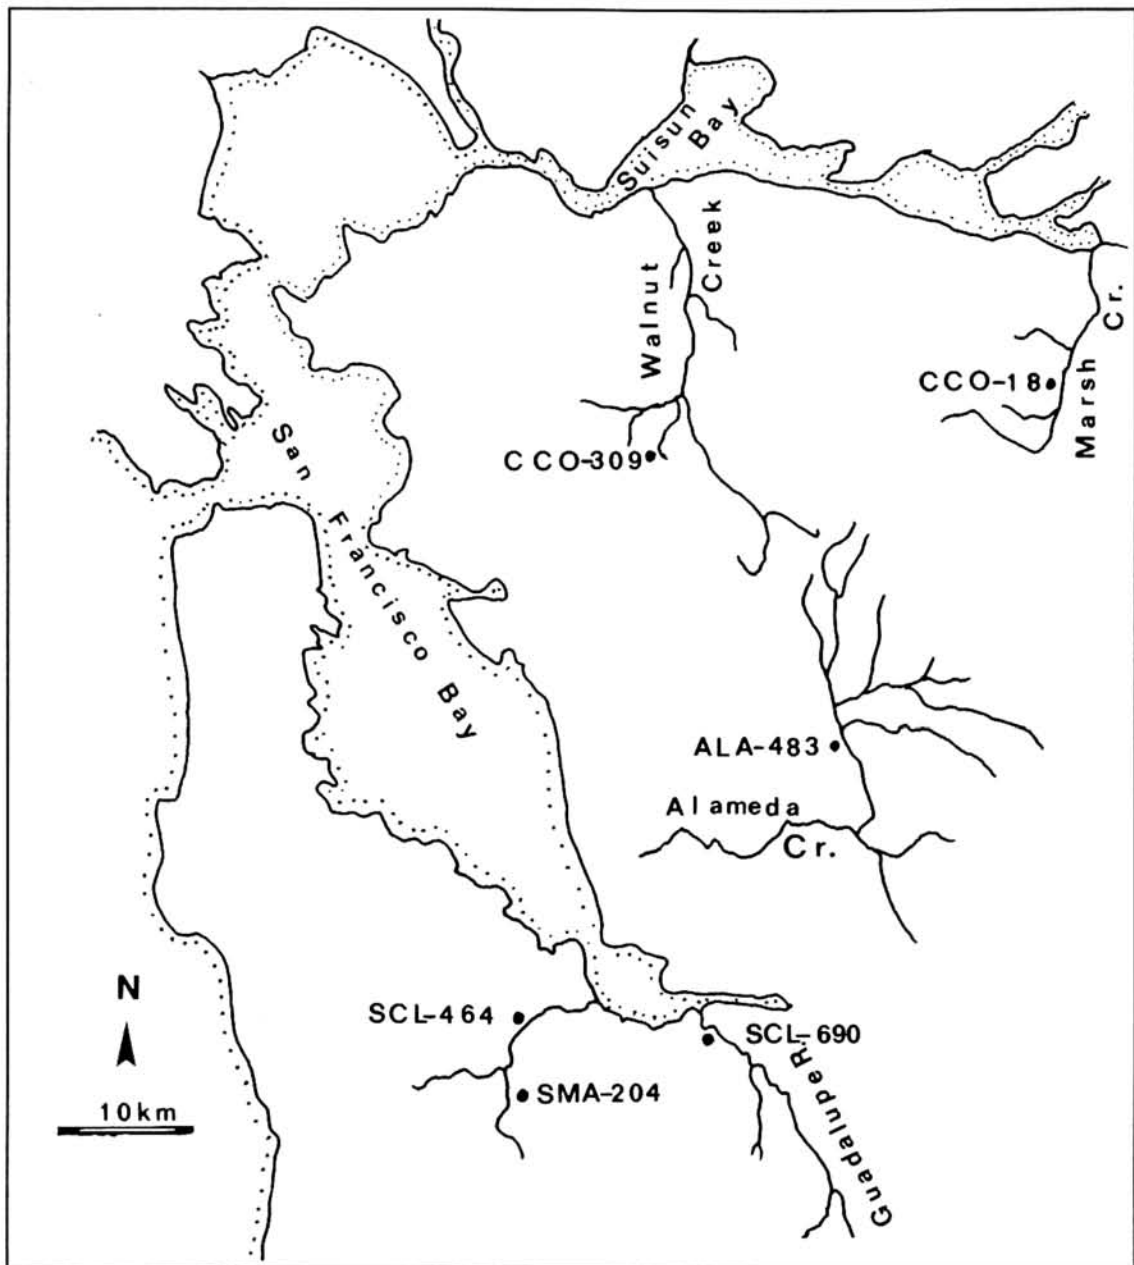 Suisun
Bay
Walnut
Creek
Marsh
Cr.
CCO-18
CCO-309
San
Francisco
Bay
ALA-483
Alameda
Cr.
N
10km
SCL-464
SCL-690
SMA-204
Guadalupe R.